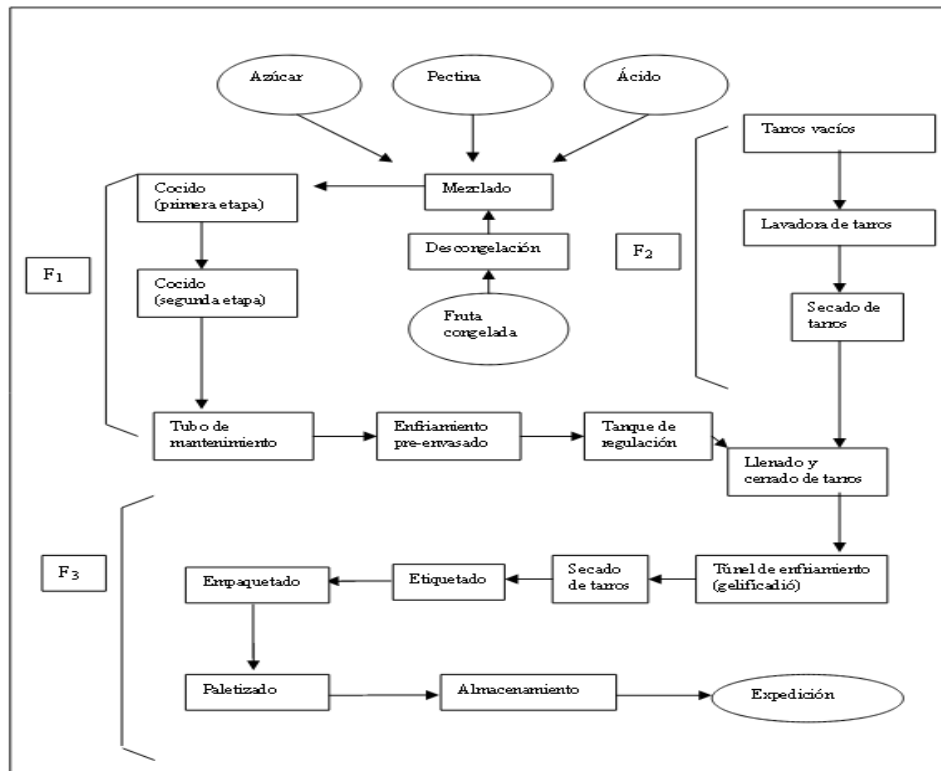 Azúcar
Pectina
Ácido
Tarros vacíos
Cocido
(primera etapa)
Mezclado
Lavadora de tarros
Descongelación
F2
F1
Cocido
(segunda etapa)
Secado de
tarros
Fruta
congelada
Tubo de
mantenimiento
Enfriamiento
pre-envasado
Tanque de
regulación
Llenado y
cerrado de tarros
F3
Empaquetado
Etiquetado
Secado
de tarros
Túnel de enfriamiento
(gelificadió)
Paletizado
Almacenamiento
Expedición